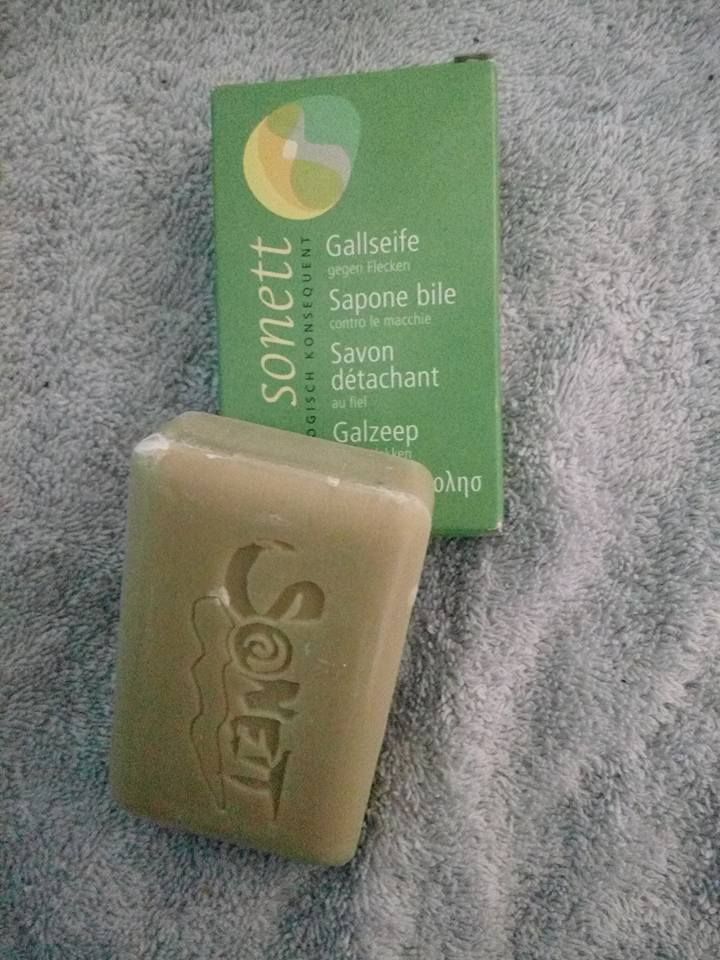 sonett
OGISCH KONSEQUENT
Gallseife
gegen Flecken
Sapone bile
contro le macchie
Savon
détachant
au fiel
Galzeep
SONETT